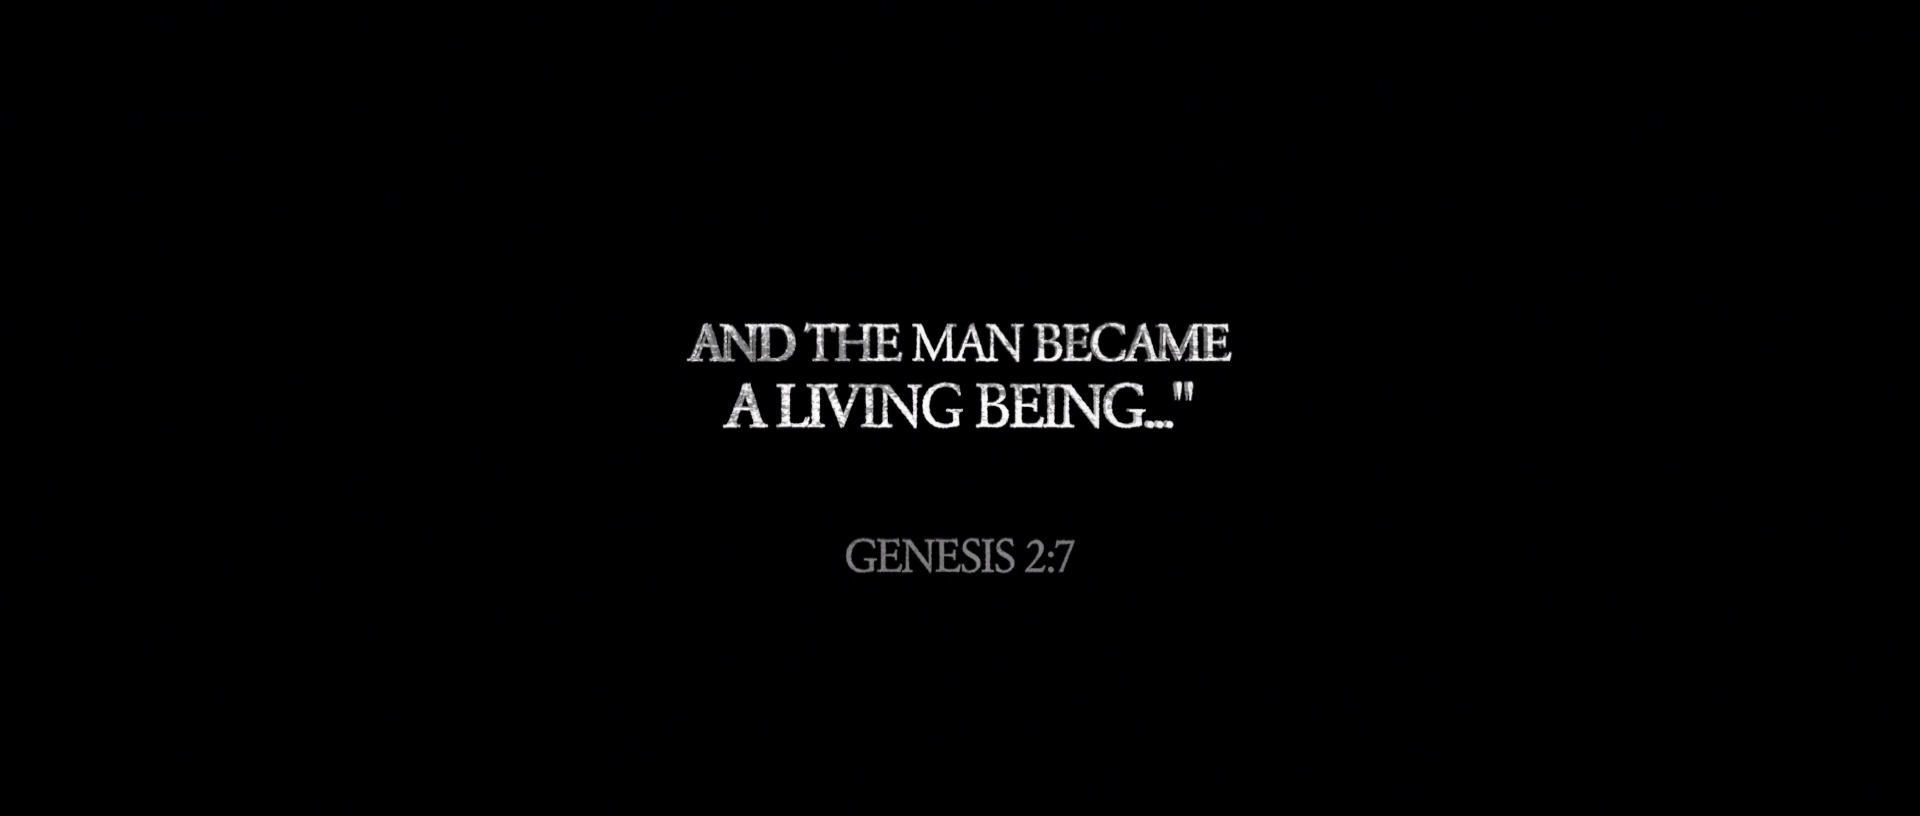 AND THE MAN BECAME
A LIVING BEING..."
GENESIS 2:7